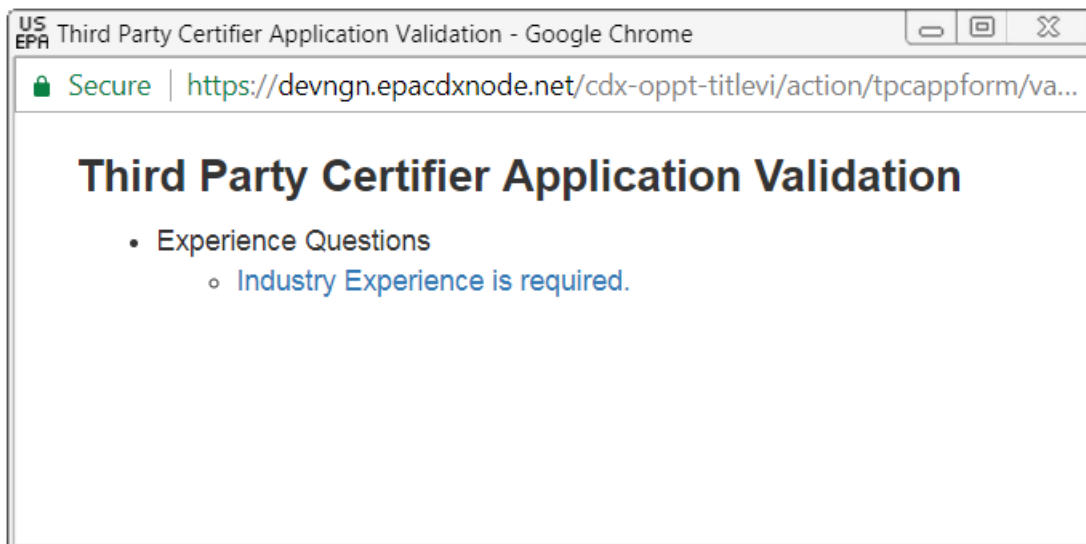 US EPA Third Party Certifier Application Validation - Google Chrome
Secure | https://devngn.epacdxnode.net/cdx-oppt-titlevi/action/tpcappform/va...
Third Party Certifier Application Validation
• Experience Questions
◦ Industry Experience is required.